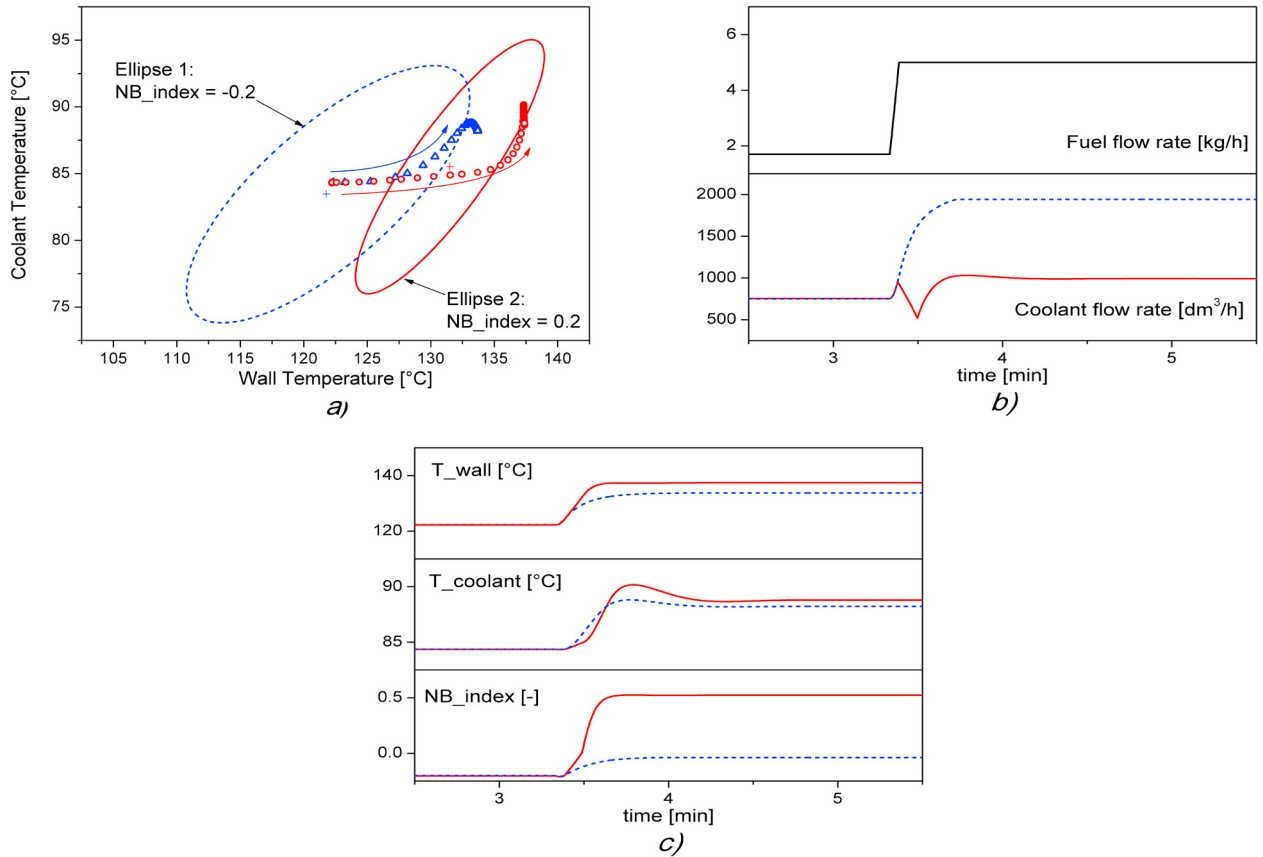 95
90
85
80
75
Coolant Temperature [°C]
Ellipse 1:
NB_index = -0.2
Ellipse 2:
NB_index = 0.2
105 110 115 120 125 130 135 140
Wall Temperature [°C]
a)
6
4
2
Fuel flow rate [kg/h]
2000
1500
1000
500
Coolant flow rate [dm³/h]
3 4 5
time [min]
b)
T_wall [°C]
140
120
T_coolant [°C]
90
85
NB_index [-]
0.5
0.0
3 4 5
time [min]
c)